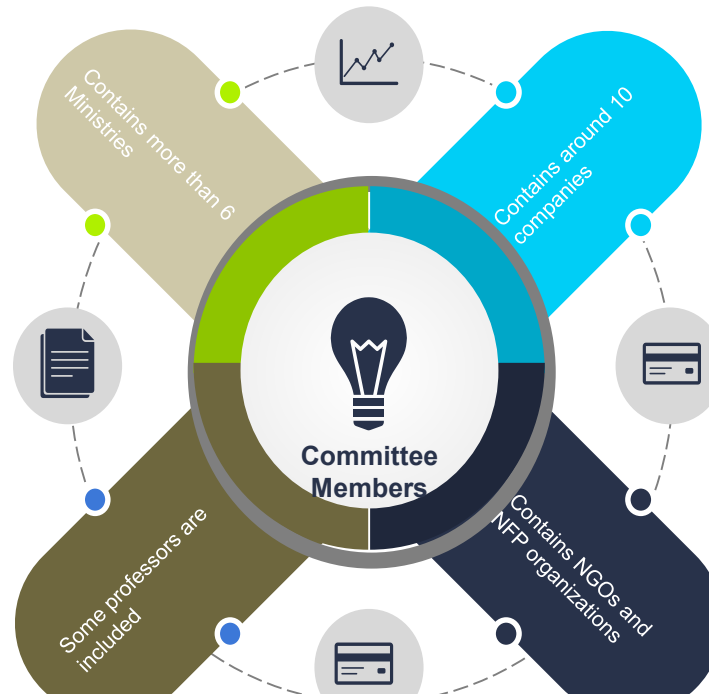 Contains more than 6
Ministries
Contains around 10
companies
Committee
Members
Some professors are
included
Contains NGOs and
NFP organizations